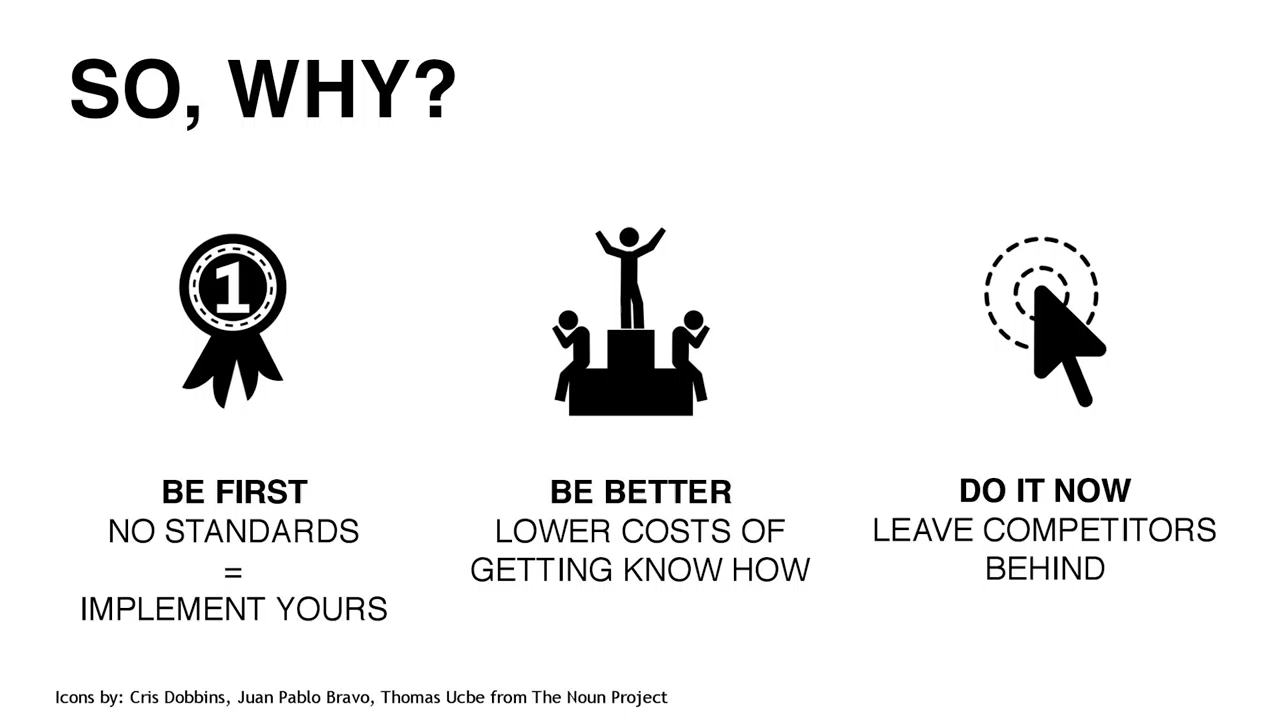 SO, WHY?
1
BE FIRST
NO STANDARDS
=
IMPLEMENT YOURS
BE BETTER
LOWER COSTS OF
GETTING KNOW HOW
DO IT NOW
LEAVE COMPETITORS
BEHIND
Icons by: Cris Dobbins, Juan Pablo Bravo, Thomas Ucbe from The Noun Project